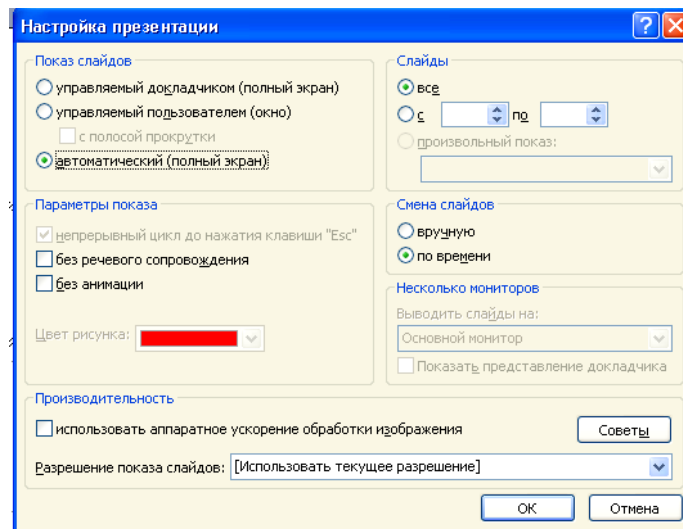 Настройка презентации
Показ слайдов
управляемый докладчиком (полный экран)
управляемый пользователем (окно)
с полосой прокрутки
автоматический (полный экран)
Слайды
все
с по
произвольный показ:
Параметры показа
непрерывный цикл до нажатия клавиши "Esc"
без речевого сопровождения
без анимации
Цвет рисунка:
Смена слайдов
вручную
по времени
Несколько мониторов
Выводить слайды на:
Основной монитор
Показать представление докладчика
Производительность
использовать аппаратное ускорение обработки изображения
Советы
Разрешение показа слайдов: [Использовать текущее разрешение]
ОК Отмена